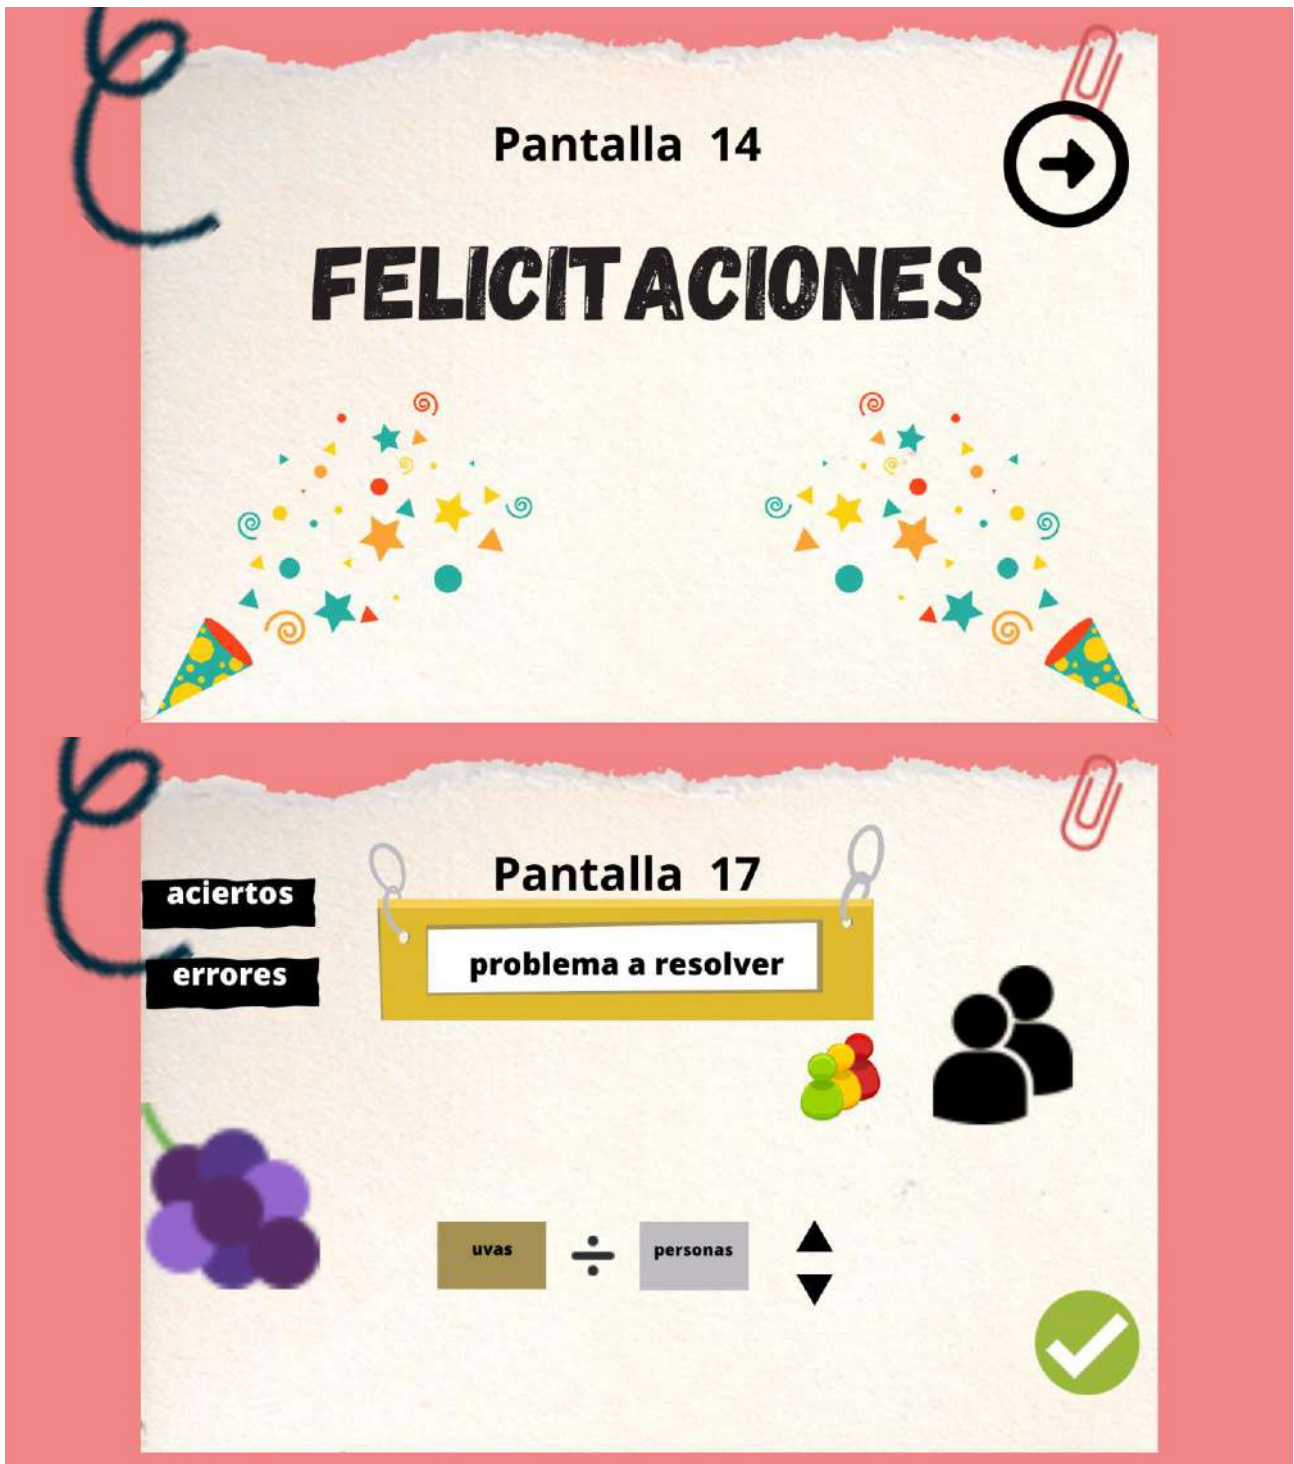 Pantalla 14
FELICITACIONES
Pantalla 17
aciertos
problema a resolver
errores
uvas ÷ personas